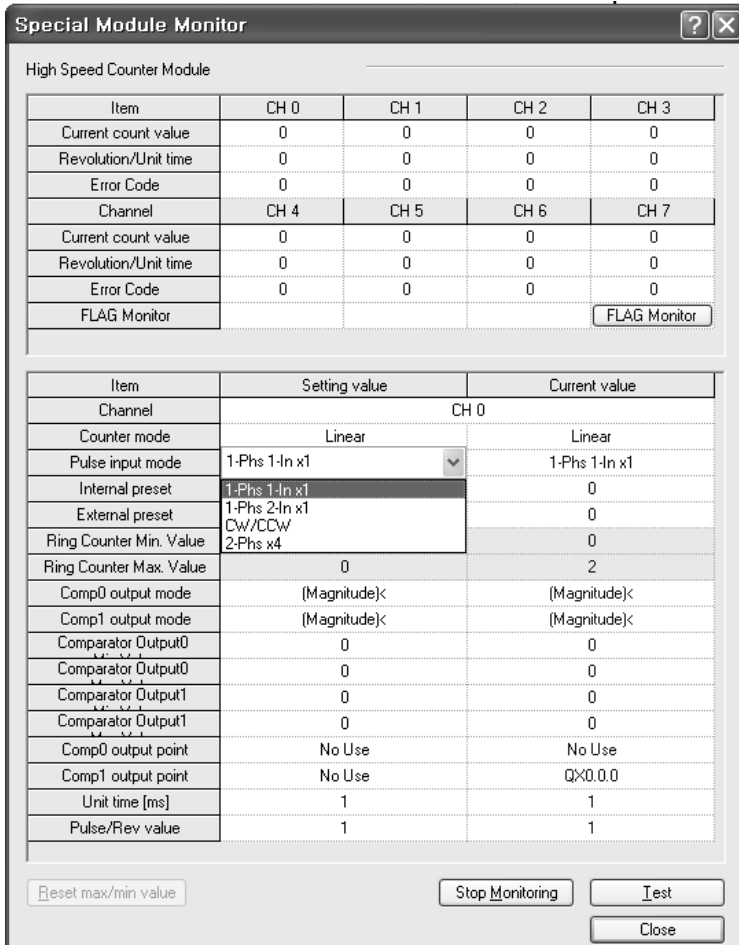 Special Module Monitor
High Speed Counter Module
Item CH 0 CH 1 CH 2 CH 3
Current count value 0 0 0 0
Revolution/Unit time 0 0 0 0
Error Code 0 0 0 0
Channel CH 4 CH 5 CH 6 CH 7
Current count value 0 0 0 0
Revolution/Unit time 0 0 0 0
Error Code 0 0 0 0
FLAG Monitor FLAG Monitor
Item Setting value Current value
Channel CH 0
Counter mode Linear Linear
Pulse input mode 1-Phs 1-In x1 1-Phs 1-In x1
Internal preset 1-Phs 1-In x1 0
1-Phs 2-In x1
External preset CW/CCW 0
Ring Counter Min. Value 2-Phs x4 0
Ring Counter Max. Value 0 2
Comp0 output mode (Magnitude)< (Magnitude)<
Comp1 output mode (Magnitude)< (Magnitude)<
Comparator Output0 0 0
Comparator Output0 0 0
Comparator Output1 0 0
Comparator Output1 0 0
Comp0 output point No Use No Use
Comp1 output point No Use QX0.0.0
Unit time [ms] 1 1
Pulse/Rev value 1 1
Reset max/min value Stop Monitoring Test
Close